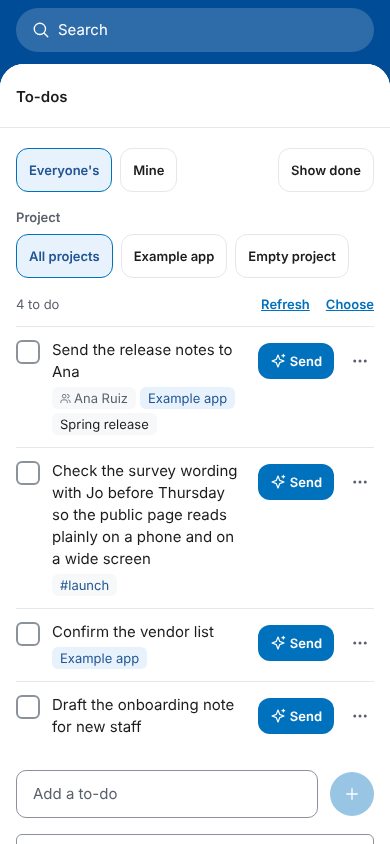 Search
To-dos
Everyone's
Mine
Show done
Project
All projects
Example app
Empty project
4 to do
Refresh
Choose
Send the release notes to
Ana
Send
Ana Ruiz
Example app
Spring release
Check the survey wording
with Jo before Thursday
so the public page reads
plainly on a phone and on
a wide screen
Send
#launch
Confirm the vendor list
Send
Example app
Draft the onboarding note
for new staff
Send
Add a to-do